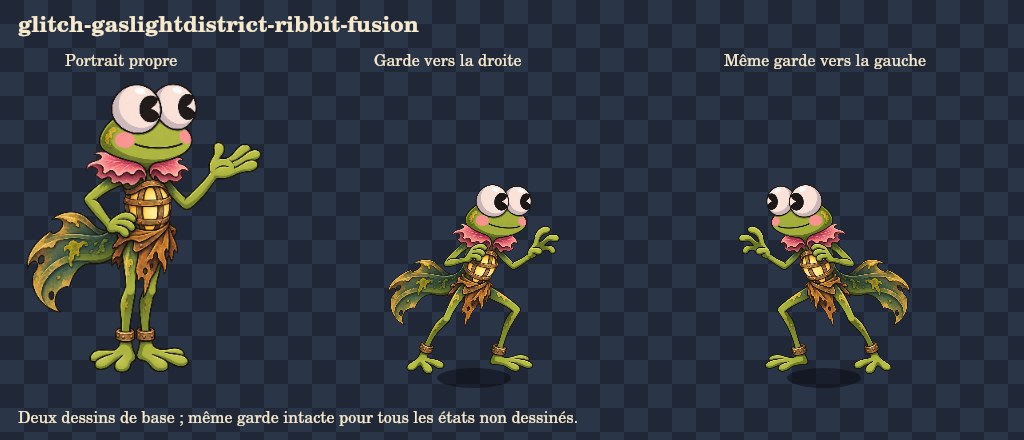 glitch-gaslightdistrict-ribbit-fusion
Portrait propre
Garde vers la droite
Même garde vers la gauche
Deux dessins de base ; même garde intacte pour tous les états non dessinés.